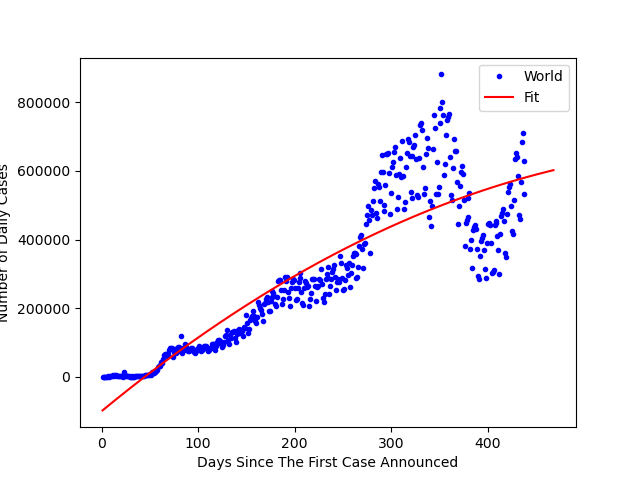 World
Fit
800000
600000
400000
200000
0
0 100 200 300 400
Number of Daily Cases
Days Since The First Case Announced